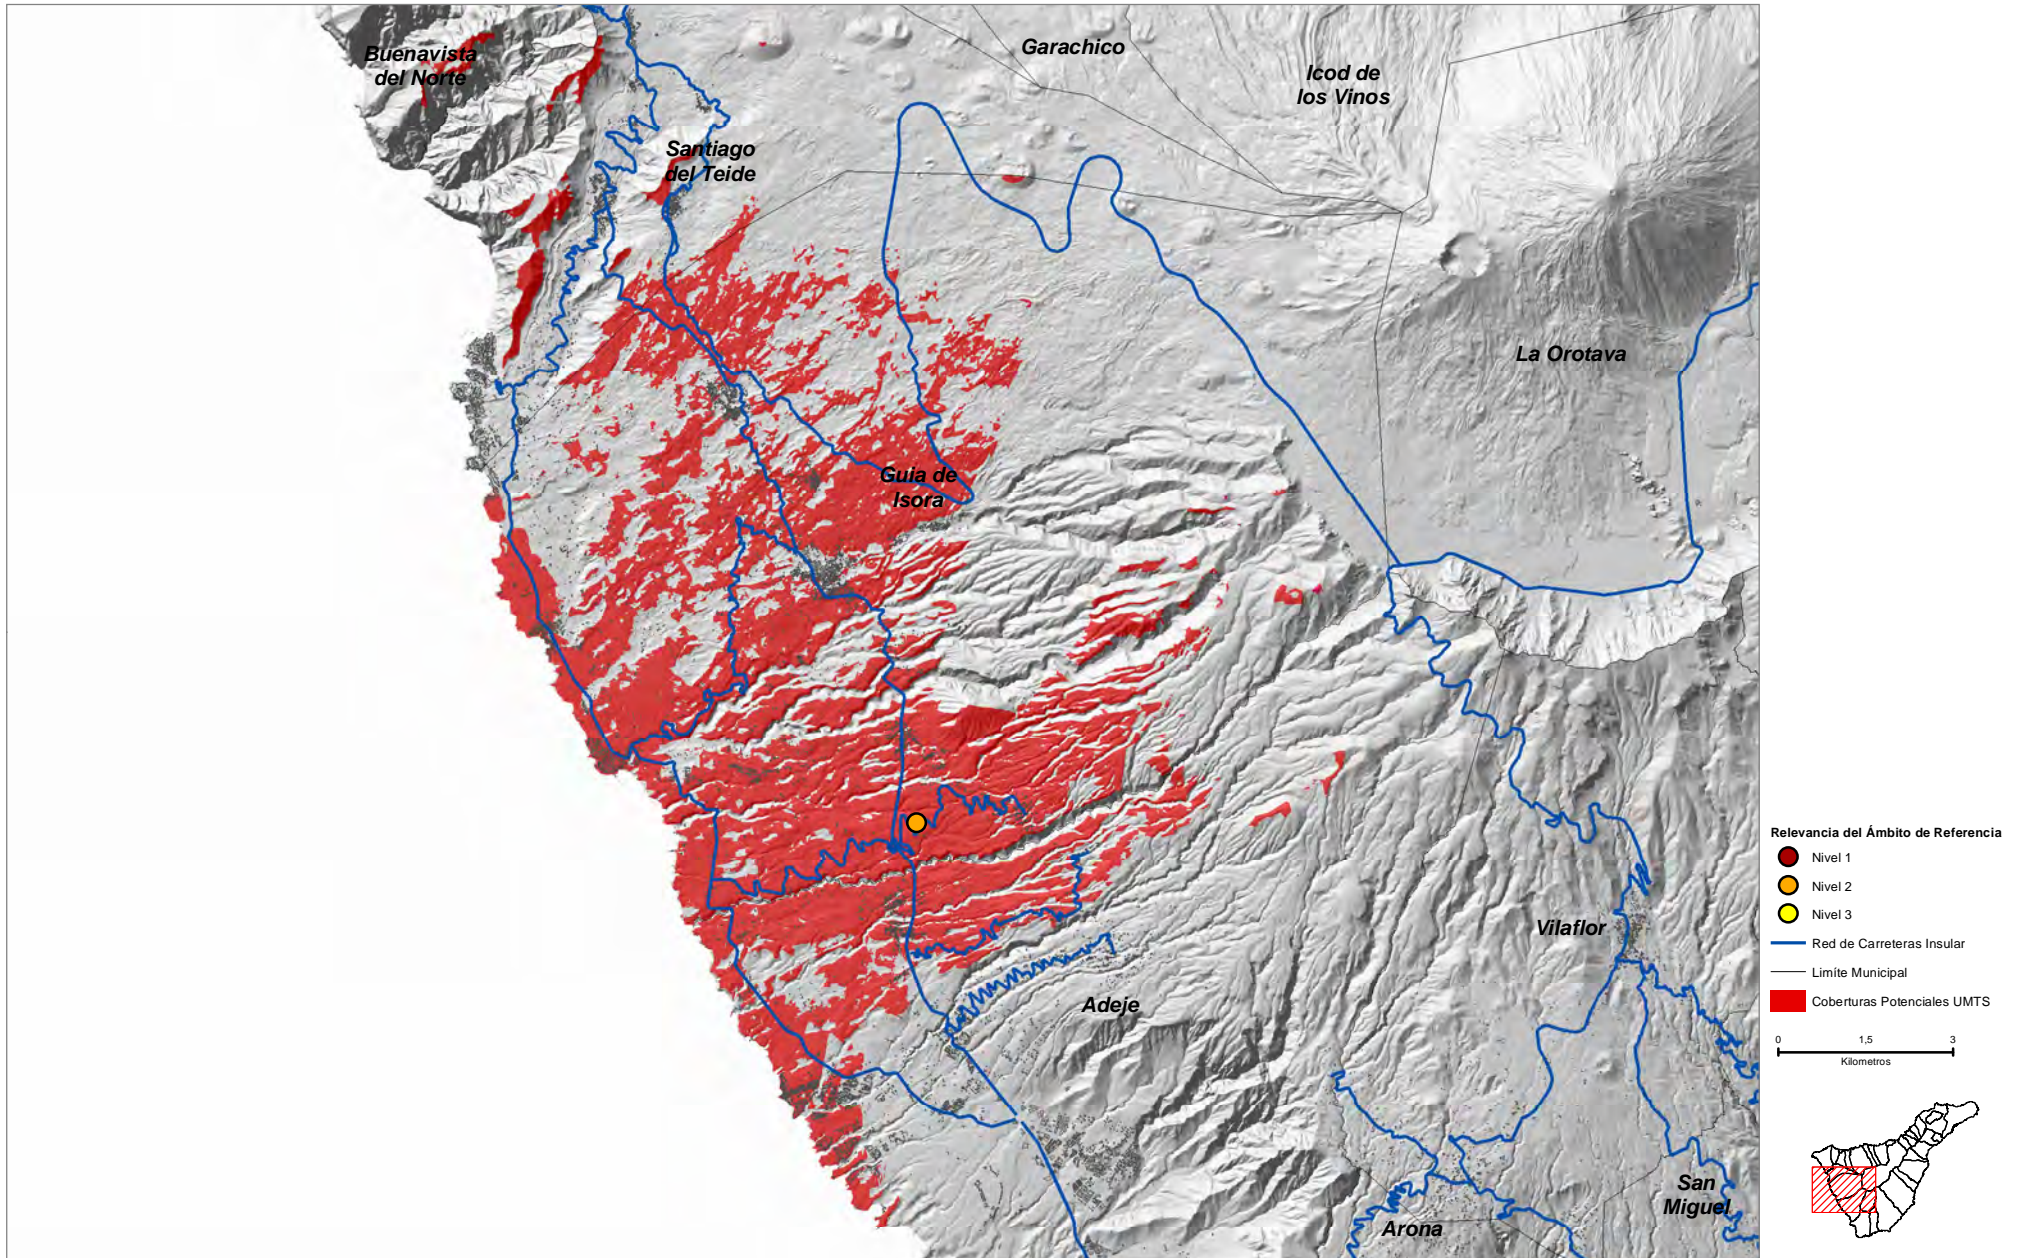 Buenavista
del Norte
Garachico
Icod de
los Vinos
Santiago
del Teide
La Orotava
Guia de
Isora
Vilaflor
Adeje
San
Miguel
Arona
Relevancia del Ámbito de Referencia
Nivel 1
Nivel 2
Nivel 3
Red de Carreteras Insular
Limíte Municipal
Coberturas Potenciales UMTS
0 1,5 3
Kilometros